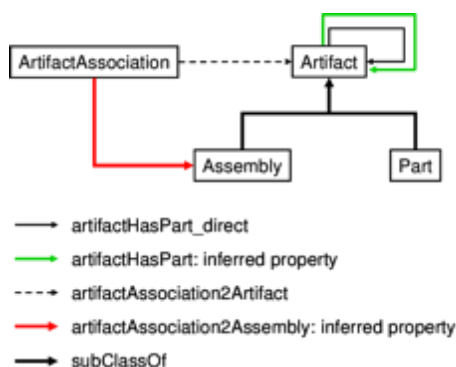 ArtifactAssociation
Artifact
Assembly
Part
artifactHasPart_direct
artifactHasPart: inferred property
artifactAssociation2Artifact
artifactAssociation2Assembly: inferred property
subClassOf